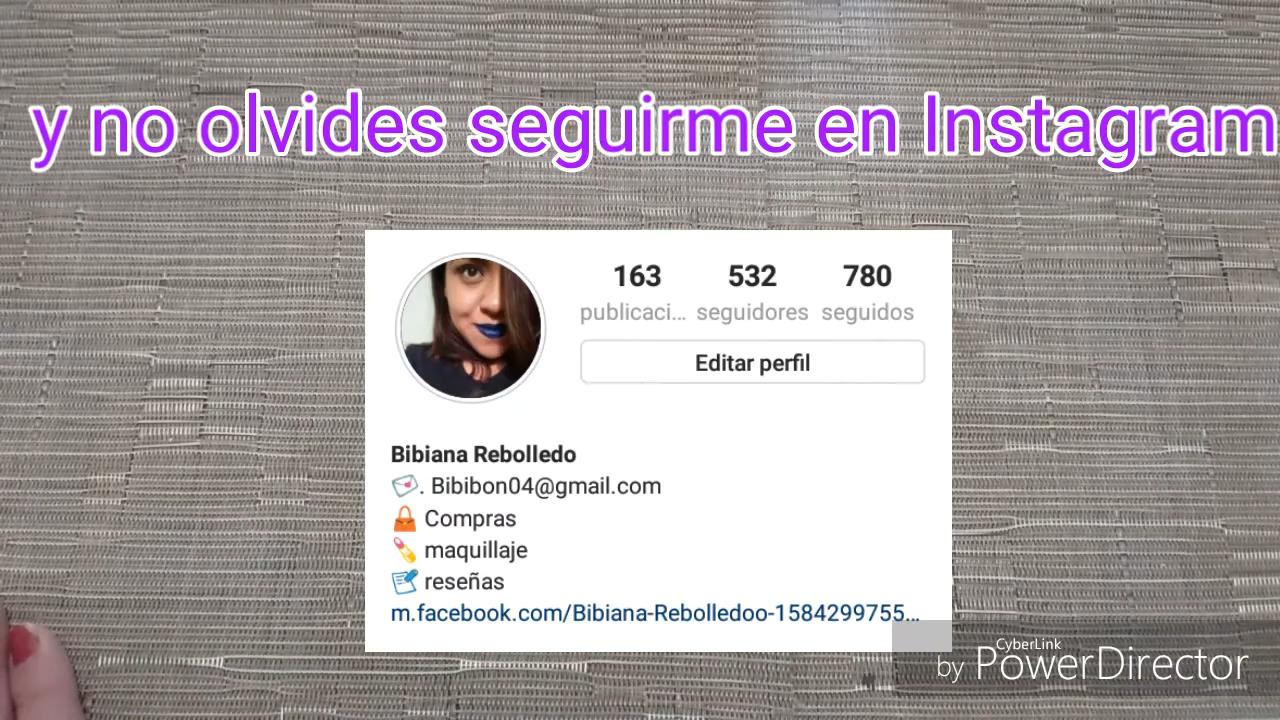 y no olvides seguirme en Instagram
163 532 780
publicaci... seguidores seguidos
Editar perfil
Bibiana Rebolledo
. Bibibon04@gmail.com
Compras
maquillaje
reseñas
m.facebook.com/Bibiana-Rebolledoo-1584299755...
CyberLink
by PowerDirector